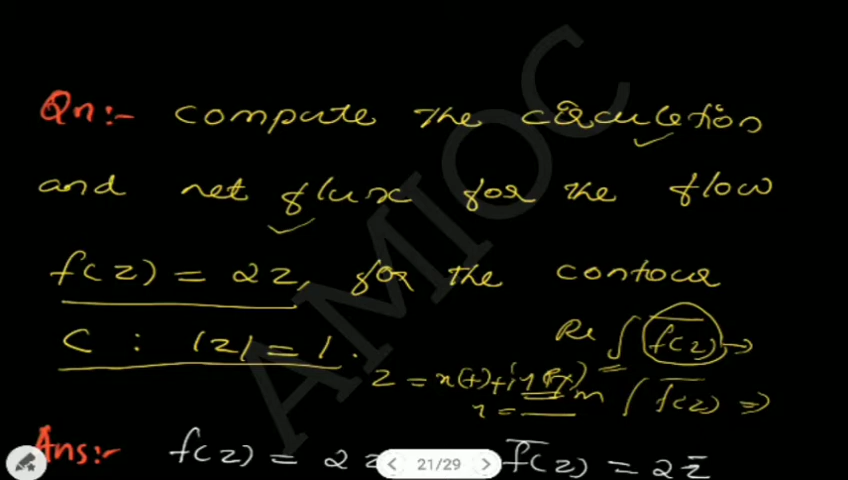 Qn:- compute the circulation
and net flux for the flow
f(z) = 2z, for the contour
C : |z| = 1 .
Re ∫ f̅(z)
z = x(t) + i y(t)
Im ∫ f̅(z) ⇒
Ans:- f(z) = 2z f̅(z) = 2z̄
21/29
AMIOC